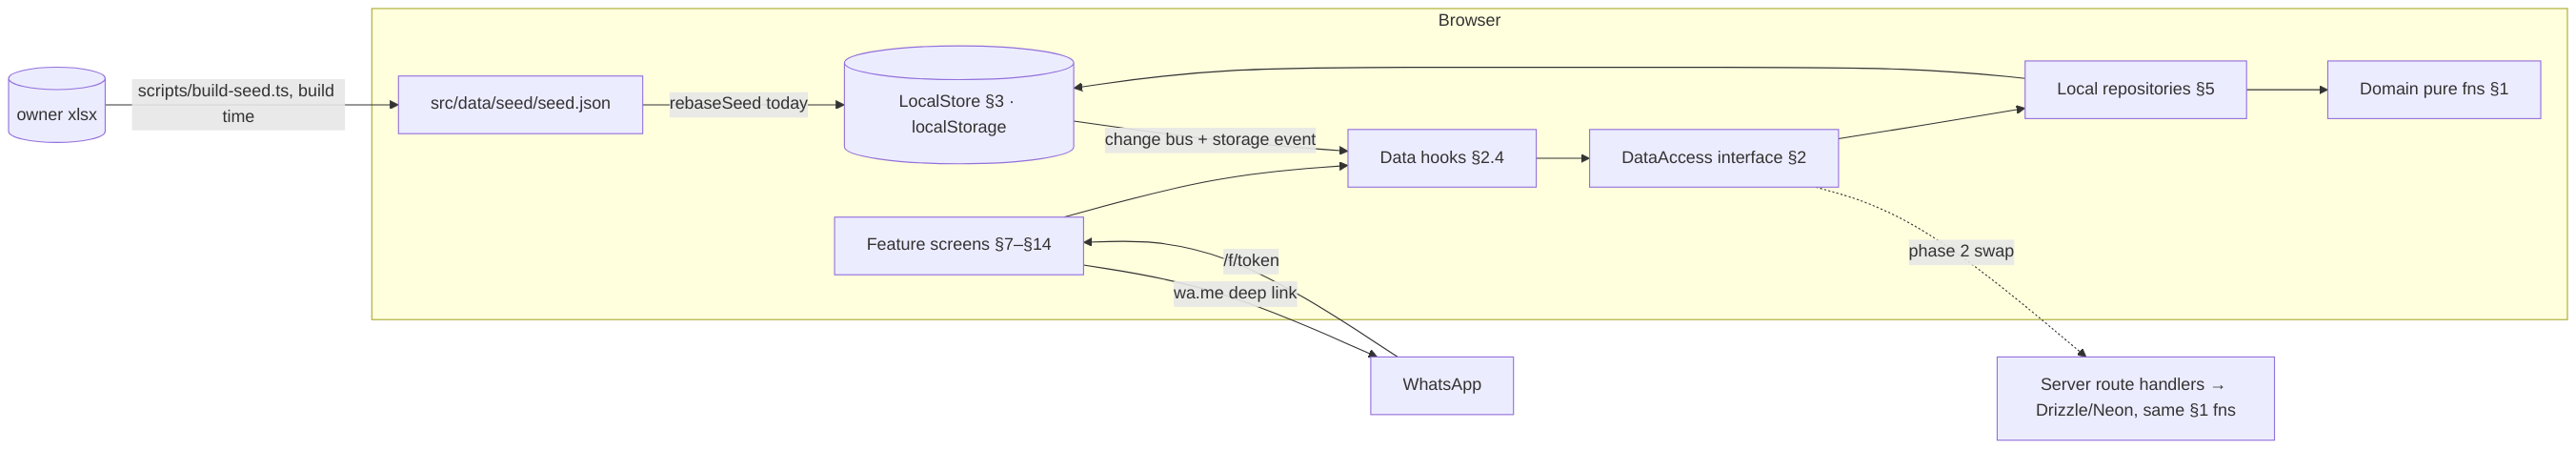 Browser
owner xlsx
scripts/build-seed.ts, build
time
src/data/seed/seed.json
rebaseSeed today
LocalStore §3 ·
localStorage
change bus + storage event
Data hooks §2.4
DataAccess interface §2
Local repositories §5
Domain pure fns §1
Feature screens §7–§14
/f/token
wa.me deep link
phase 2 swap
WhatsApp
Server route handlers →
Drizzle/Neon, same §1 fns